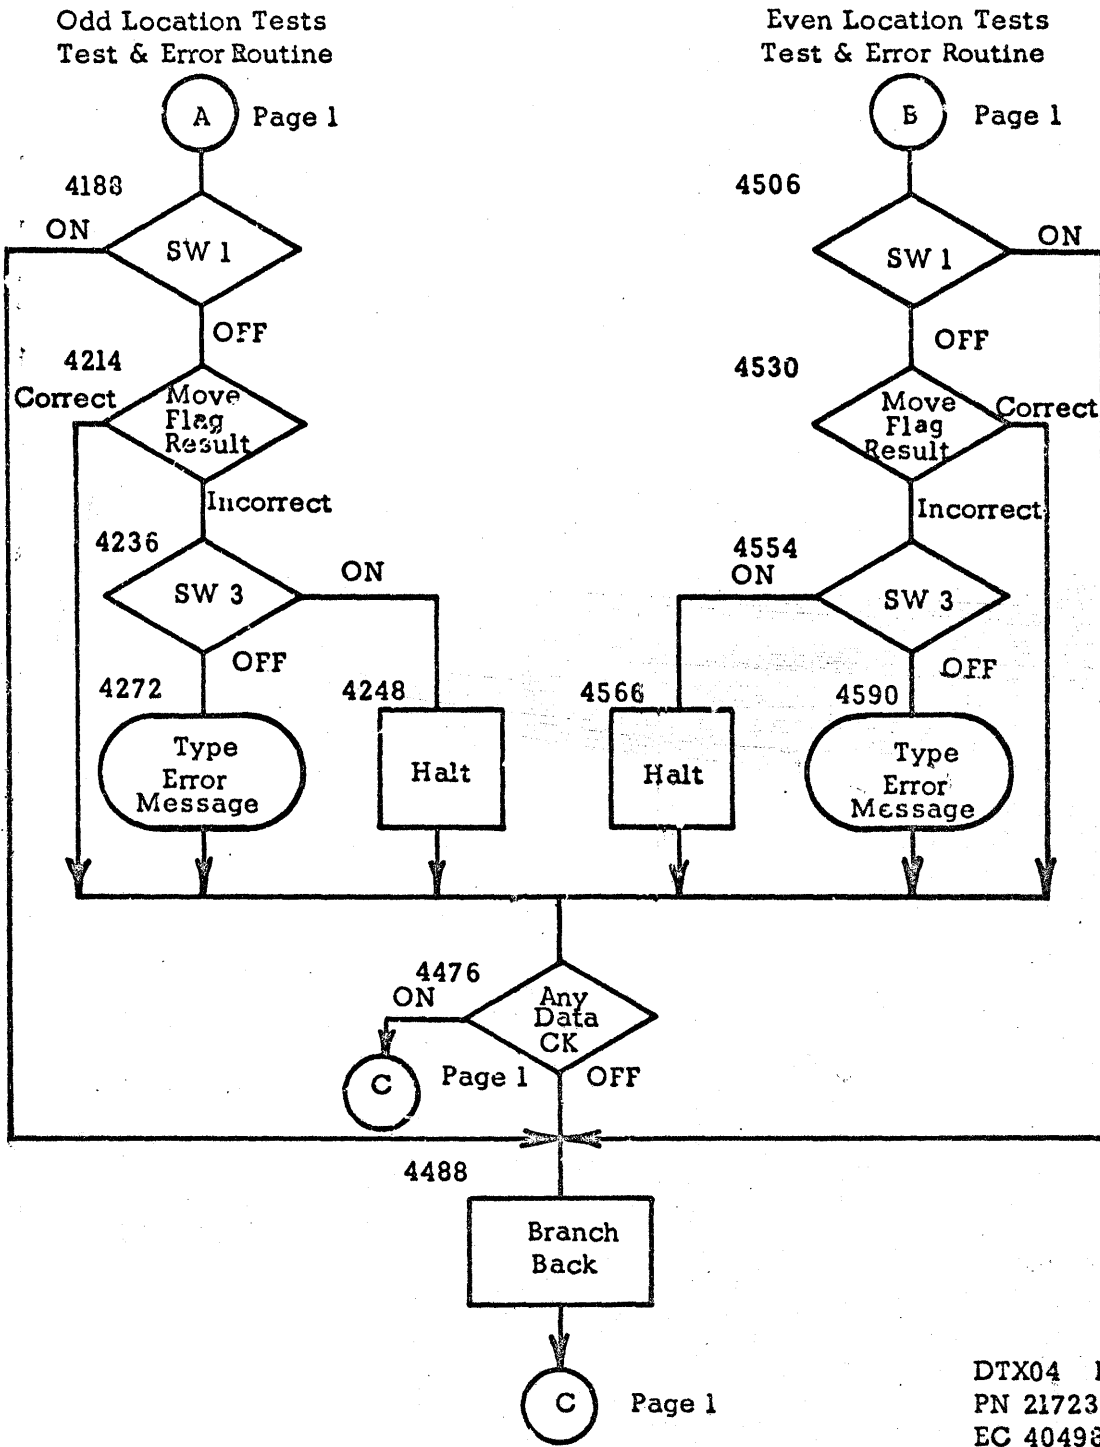 Odd Location Tests
Test & Error Routine
A
Page 1
4188
ON
SW 1
OFF
4214
Correct
Move
Flag
Result
Incorrect
4236
SW 3
ON
OFF
4272
Type
Error
Message
4248
Halt
Even Location Tests
Test & Error Routine
B
Page 1
4506
SW 1
ON
OFF
4530
Move
Flag
Result
Correct
Incorrect
4554
ON
SW 3
OFF
4566
Halt
4590
Type
Error
Message
4476
ON
Any
Data
CK
C
Page 1
OFF
4488
Branch
Back
C
Page 1
DTX04
PN 21723
EC 40498